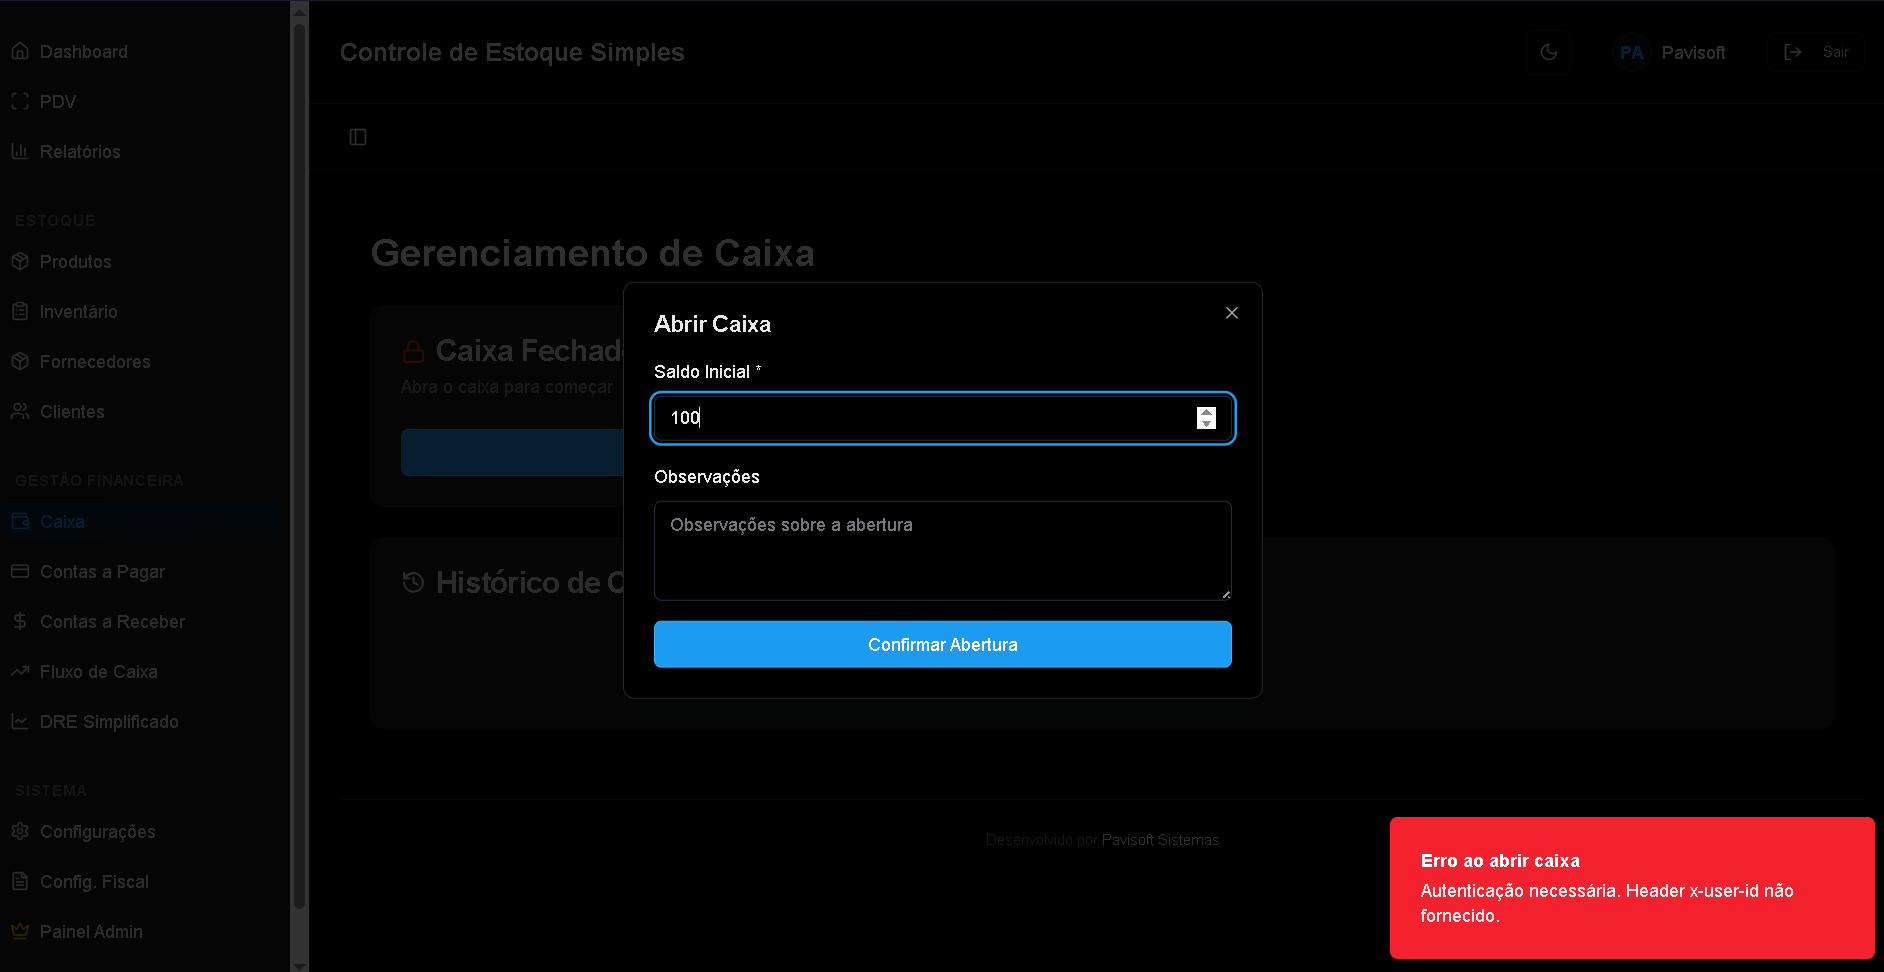 Dashboard
PDV
Relatórios
ESTOQUE
Produtos
Inventário
Fornecedores
Clientes
GESTÃO FINANCEIRA
Caixa
Contas a Pagar
Contas a Receber
Fluxo de Caixa
DRE Simplificado
SISTEMA
Configurações
Config. Fiscal
Painel Admin
Controle de Estoque Simples
PA Pavisoft
Sair
Gerenciamento de Caixa
Caixa Fechad
Abra o caixa para começar
Histórico de C
Abrir Caixa
Saldo Inicial *
100
Observações
Observações sobre a abertura
Confirmar Abertura
Desenvolvido por Pavisoft Sistemas
Erro ao abrir caixa
Autenticação necessária. Header x-user-id não
fornecido.